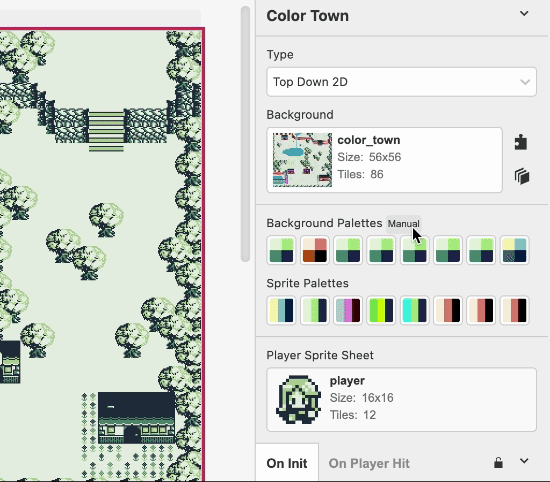 Color Town
Type
Top Down 2D
Background
color_town
Size: 56x56
Tiles: 86
Background Palettes Manual
Sprite Palettes
Player Sprite Sheet
player
Size: 16x16
Tiles: 12
On Init On Player Hit